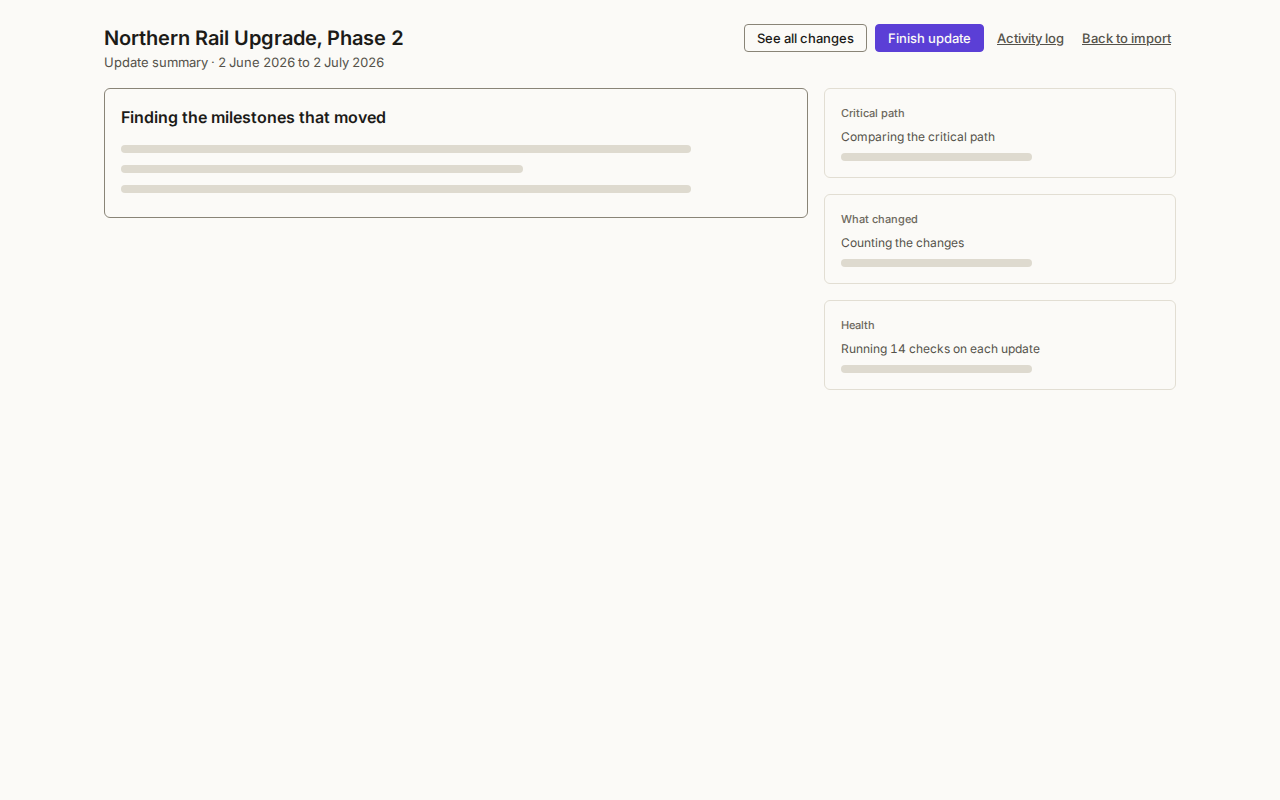 Northern Rail Upgrade, Phase 2
Update summary · 2 June 2026 to 2 July 2026
See all changes
Finish update
Activity log
Back to import
Finding the milestones that moved
Critical path
Comparing the critical path
What changed
Counting the changes
Health
Running 14 checks on each update